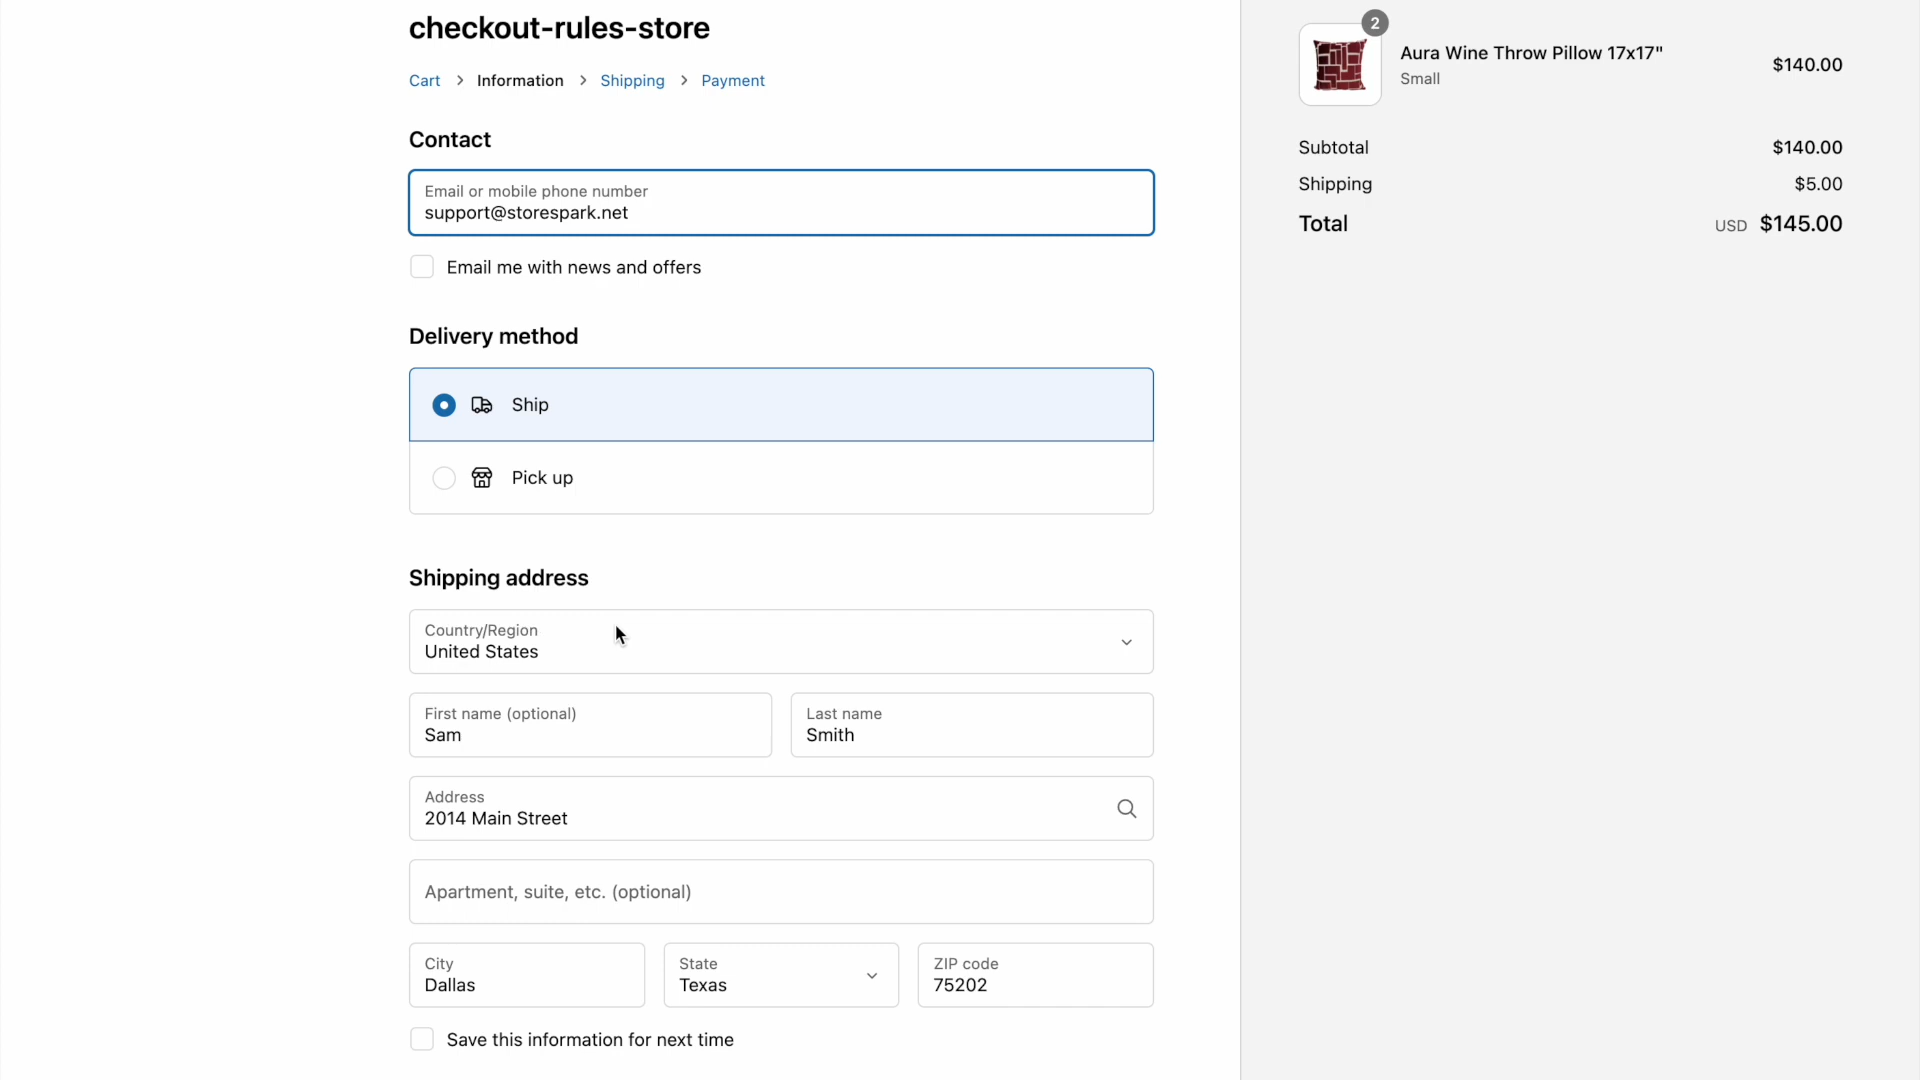 checkout-rules-store
Cart > Information > Shipping > Payment
Contact
Email or mobile phone number
support@storespark.net
Email me with news and offers
Delivery method
Ship
Pick up
Shipping address
Country/Region
United States
First name (optional)
Sam
Last name
Smith
Address
2014 Main Street
Apartment, suite, etc. (optional)
City
Dallas
State
Texas
ZIP code
75202
Save this information for next time
2
Aura Wine Throw Pillow 17x17"
Small
$140.00
Subtotal $140.00
Shipping $5.00
Total USD $145.00